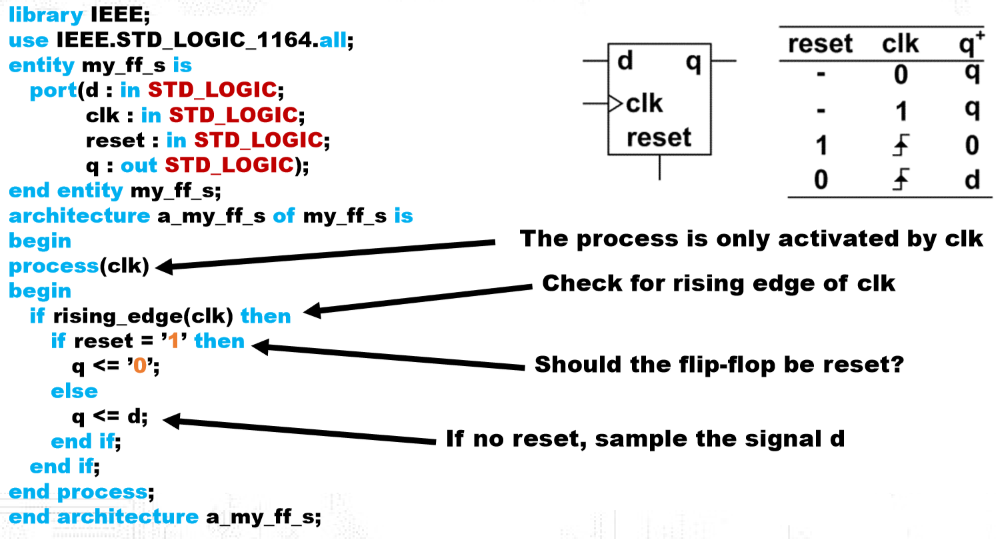 library IEEE;
use IEEE.STD_LOGIC_1164.all;
entity my_ff_s is
port(d : in STD_LOGIC;
clk : in STD_LOGIC;
reset : in STD_LOGIC;
q : out STD_LOGIC);
end entity my_ff_s;
architecture a_my_ff_s of my_ff_s is
begin
process(clk)
begin
if rising_edge(clk) then
if reset = ’1’ then
q <= ’0’;
else
q <= d;
end if;
end if;
end process;
end architecture a_my_ff_s;
d q
clk
reset
reset clk q+
- 0 q
- 1 q
1 0
0 d
The process is only activated by clk
Check for rising edge of clk
Should the flip-flop be reset?
If no reset, sample the signal d